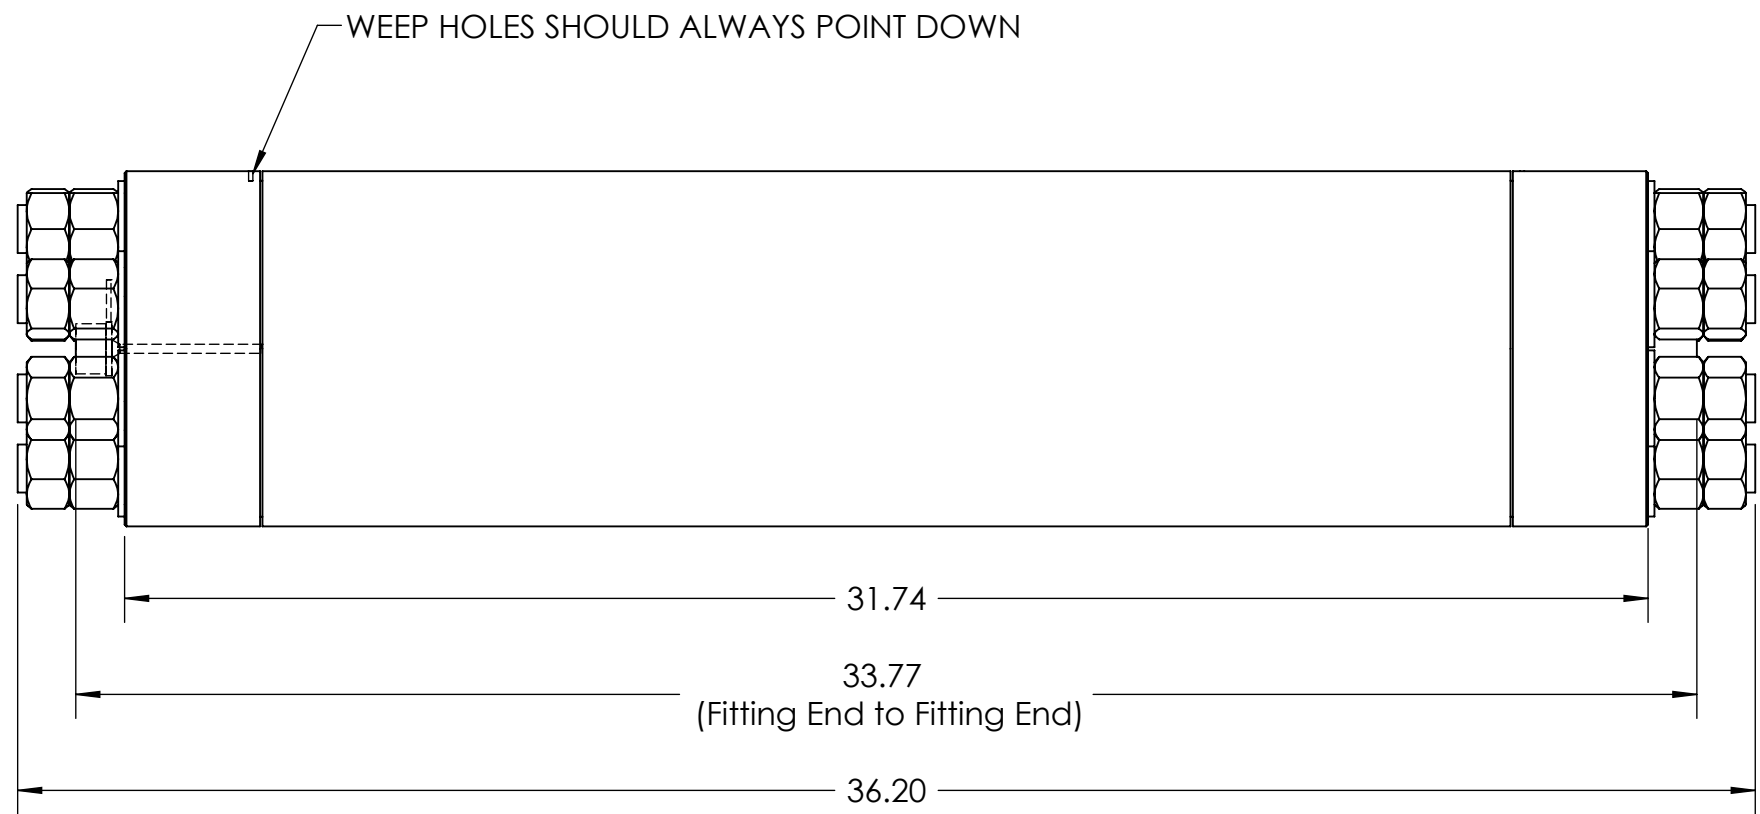 WEEP HOLES SHOULD ALWAYS POINT DOWN
31.74
33.77
(Fitting End to Fitting End)
36.20